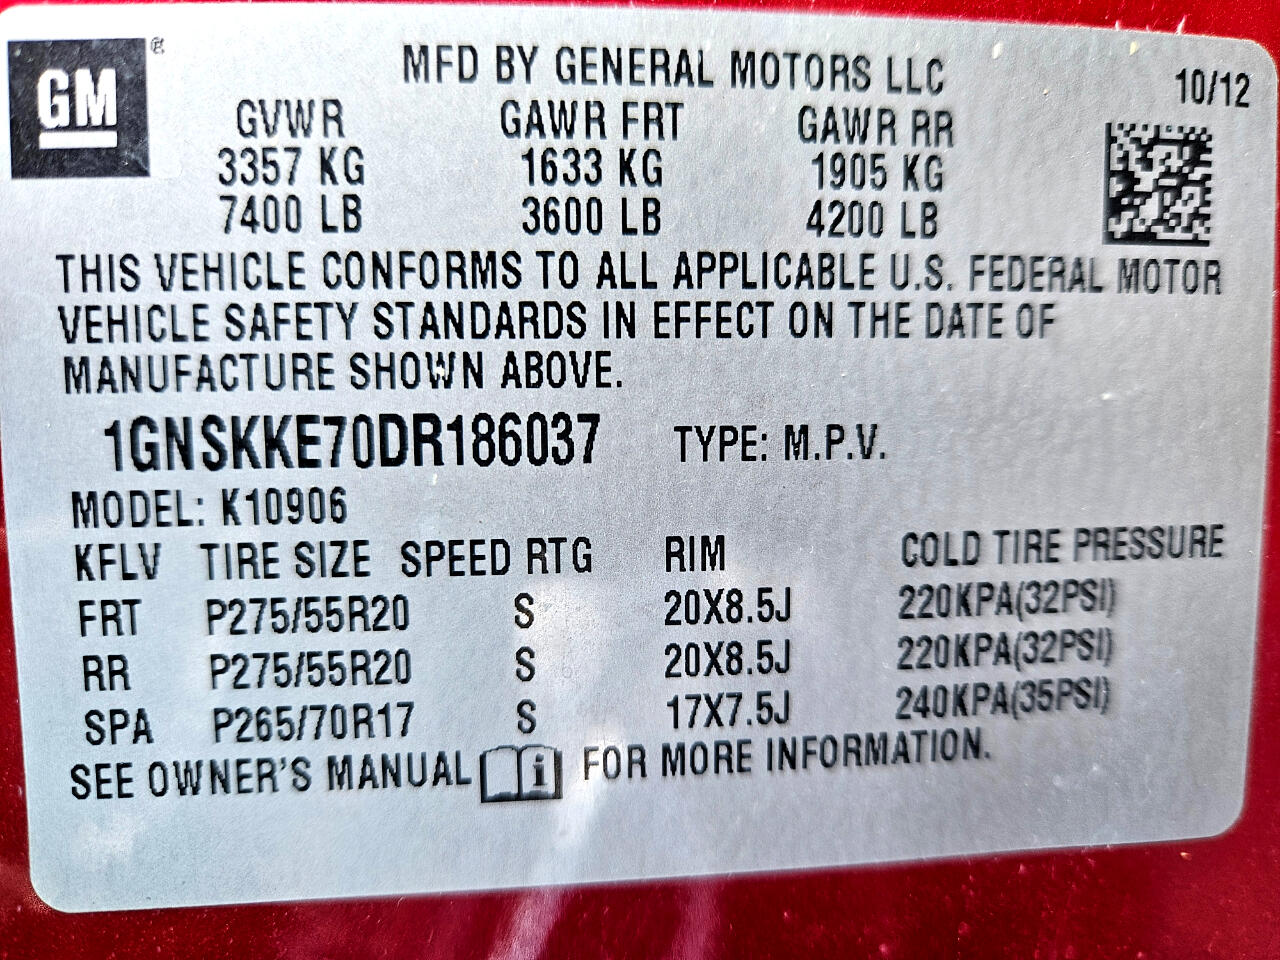 GM ®
MFD BY GENERAL MOTORS LLC
10/12
GVWR GAWR FRT GAWR RR
3357 KG 1633 KG 1905 KG
7400 LB 3600 LB 4200 LB
THIS VEHICLE CONFORMS TO ALL APPLICABLE U.S. FEDERAL MOTOR
VEHICLE SAFETY STANDARDS IN EFFECT ON THE DATE OF
MANUFACTURE SHOWN ABOVE.
1GNSKKE70DR186037 TYPE: M.P.V.
MODEL: K10906
KFLV TIRE SIZE SPEED RTG RIM COLD TIRE PRESSURE
FRT P275/55R20 S 20X8.5J 220KPA(32PSI)
RR P275/55R20 S 20X8.5J 220KPA(32PSI)
SPA P265/70R17 S 17X7.5J 240KPA(35PSI)
SEE OWNER'S MANUAL i FOR MORE INFORMATION.